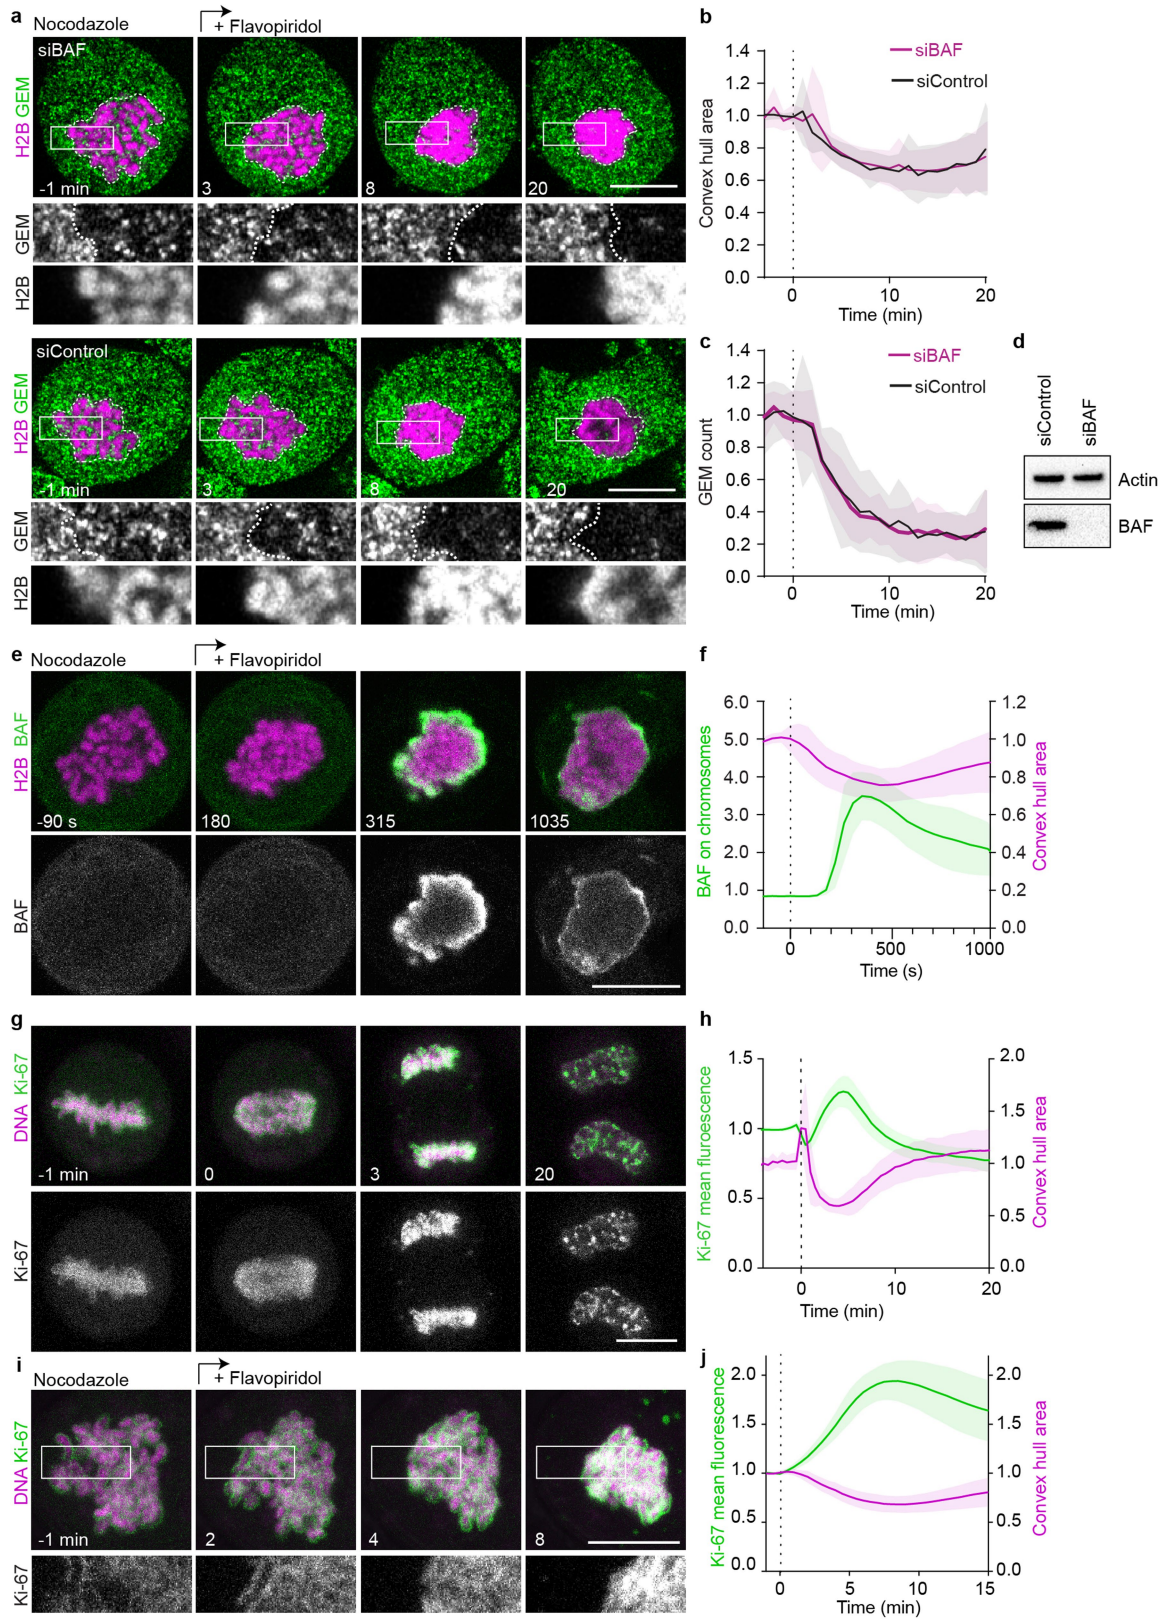 a
Nocodazole
+ Flavopiridol
siBAF
H2B GEM
-1 min
3
8
20
GEM
H2B
siControl
H2B GEM
-1 min
3
8
20
GEM
H2B
b
siBAF
siControl
Convex hull area
1.4
1.2
1.0
0.8
0.6
0.4
0.2
0.0
0
10
20
Time (min)
c
siBAF
siControl
GEM count
1.4
1.2
1.0
0.8
0.6
0.4
0.2
0.0
0
10
20
Time (min)
d
siControl
siBAF
Actin
BAF
e
Nocodazole
+ Flavopiridol
H2B BAF
-90 s
180
315
1035
BAF
f
BAF on chromosomes
6.0
5.0
4.0
3.0
2.0
1.0
0.0
1.2
1.0
0.8
0.6
0.4
0.2
0.0
Convex hull area
0
500
1000
Time (s)
g
DNA Ki-67
-1 min
0
3
20
Ki-67
h
Ki-67 mean fluroescence
1.5
1.0
0.5
0.0
2.0
1.5
1.0
0.5
0.0
Convex hull area
0
10
20
Time (min)
i
Nocodazole
+ Flavopiridol
DNA Ki-67
-1 min
2
4
8
Ki-67
j
Ki-67 mean fluorescence
2.0
1.5
1.0
0.5
0.0
2.0
1.5
1.0
0.5
0.0
Convex hull area
0
5
10
15
Time (min)